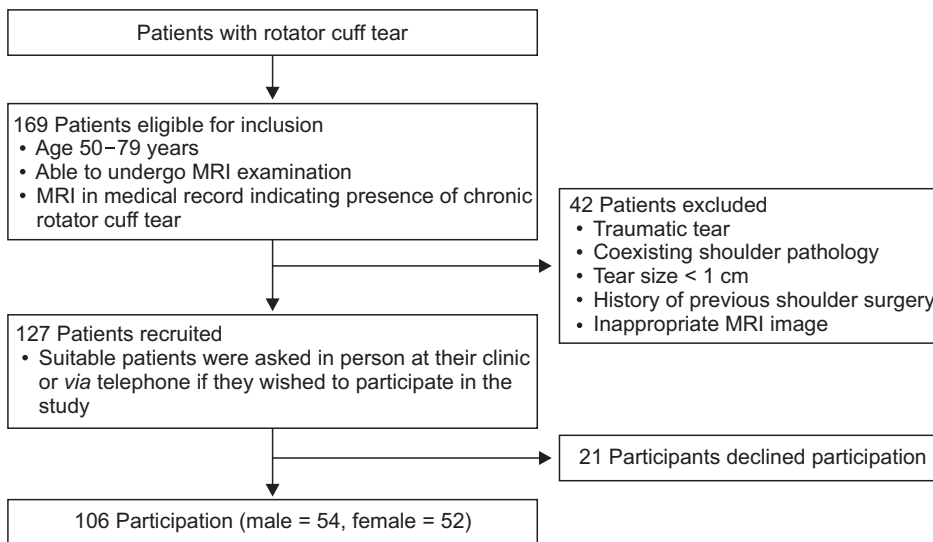 Patients with rotator cuff tear
169 Patients eligible for inclusion
• Age 50–79 years
• Able to undergo MRI examination
• MRI in medical record indicating presence of chronic
rotator cuff tear
42 Patients excluded
• Traumatic tear
• Coexisting shoulder pathology
• Tear size < 1 cm
• History of previous shoulder surgery
• Inappropriate MRI image
127 Patients recruited
• Suitable patients were asked in person at their clinic
or via telephone if they wished to participate in the
study
21 Participants declined participation
106 Participation (male = 54, female = 52)